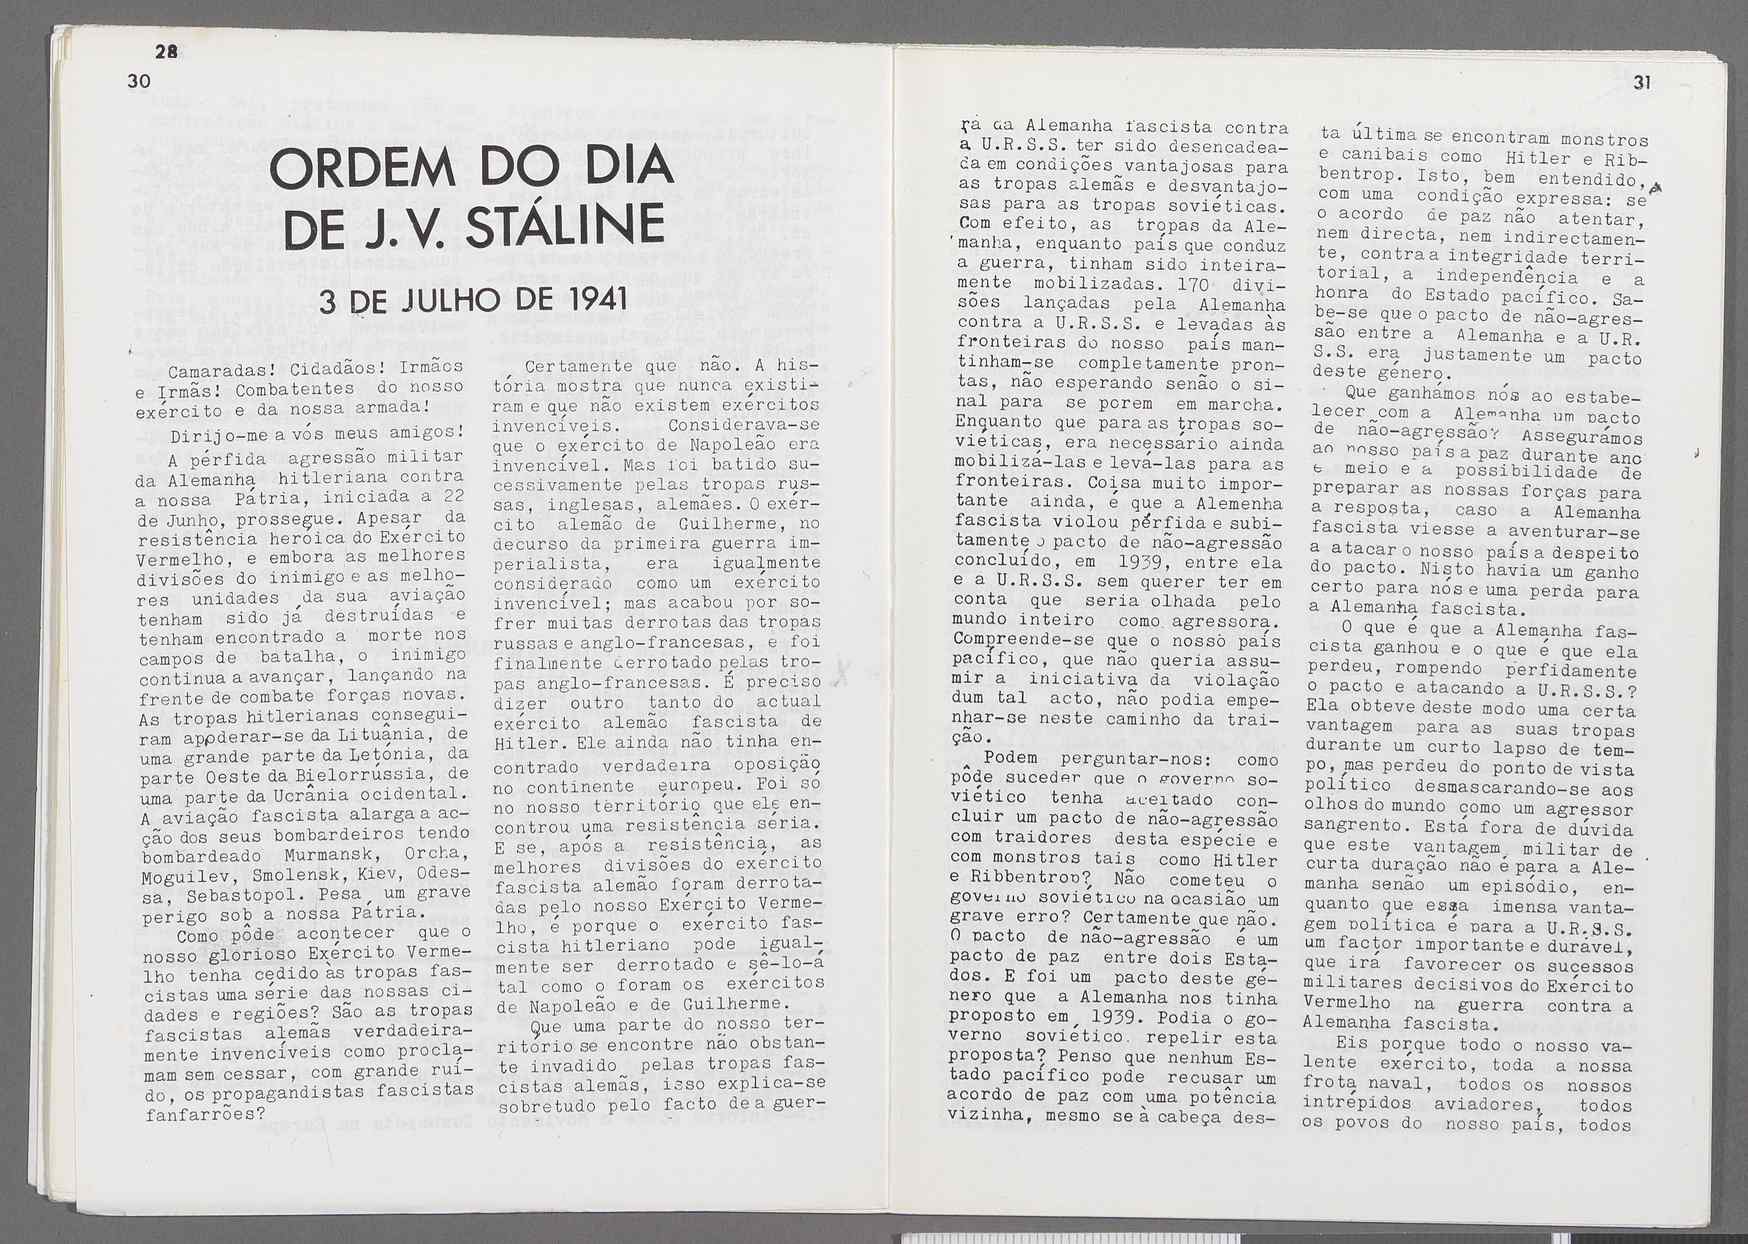 28
30
ORDEM DO DIA
DE J. V. STÁLINE
3 DE JULHO DE 1941
Camaradas! Cidadãos! Irmãos
e Irmãs! Combatentes do nosso
exército e da nossa armada!
Dirijo-me a vós meus amigos!
A pérfida agressão militar
da Alemanha hitleriana contra
a nossa Pátria, iniciada a 22
de Junho, prossegue. Apesar da
resistência heróica do Exército
Vermelho, e embora as melhores
divisões do inimigo e as melho-
res unidades da sua aviação
tenham sido já destruídas e
tenham encontrado a morte nos
campos de batalha, o inimigo
continua a avançar, lançando na
frente de combate forças novas.
As tropas hitlerianas consegui-
ram apoderar-se da Lituânia, de
uma grande parte da Letónia, da
parte Oeste da Bielorrússia, de
uma parte da Ucrânia ocidental.
A aviação fascista alarga a ac-
ção dos seus bombardeiros tendo
bombardeado Murmansk, Orcha,
Moguilev, Smolensk, Kiev, Odes-
sa, Sebastopol. Pesa um grave
perigo sob a nossa Pátria.
Como pôde acontecer que o
nosso glorioso Exército Verme-
lho tenha cedido às tropas fas-
cistas uma série das nossas ci-
dades e regiões? São as tropas
fascistas alemãs verdadeira-
mente invencíveis como procla-
mam sem cessar, com grande ruí-
do, os propagandistas fascistas
fanfarrões?
Certamente que não. A his-
tória mostra que nunca existi-
ram e que não existem exércitos
invencíveis. Considerava-se
que o exército de Napoleão era
invencível. Mas foi batido su-
cessivamente pelas tropas rus-
sas, inglesas, alemães. O exér-
cito alemão de Guilherme, no
decurso da primeira guerra im-
perialista, era igualmente
considerado como um exército
invencível; mas acabou por so-
frer muitas derrotas das tropas
russas e anglo-francesas, e foi
finalmente derrotado pelas tro-
pas anglo-francesas. É preciso
dizer outro tanto do actual
exército alemão fascista de
Hitler. Ele ainda não tinha en-
contrado verdadeira oposição
no continente europeu. Foi só
no nosso território que ele en-
controu uma resistência séria.
E se, após a resistência, as
melhores divisões do exército
fascista alemão foram derrota-
das pelo nosso Exército Verme-
lho, é porque o exército fas-
cista hitleriano pode igual-
mente ser derrotado e sê-lo-á
tal como o foram os exércitos
de Napoleão e de Guilherme.
Que uma parte do nosso ter-
ritório se encontre não obstan-
te invadido pelas tropas fas-
cistas alemãs, isso explica-se
sobretudo pelo facto de a guer-
31
ra da Alemanha fascista contra
a U.R.S.S. ter sido desencadea-
da em condições vantajosas para
as tropas alemãs e desvantajo-
sas para as tropas soviéticas.
Com efeito, as tropas da Ale-
manha, enquanto país que conduz
a guerra, tinham sido inteira-
mente mobilizadas. 170 divi-
sões lançadas pela Alemanha
contra a U.R.S.S. e levadas às
fronteiras do nosso país man-
tinham-se completamente pron-
tas, não esperando senão o si-
nal para se porem em marcha.
Enquanto que para as tropas so-
viéticas, era necessário ainda
mobilizá-las e levá-las para as
fronteiras. Coisa muito impor-
tante ainda, é que a Alemenha
fascista violou pérfida e subi-
tamente o pacto de não-agressão
concluído, em 1939, entre ela
e a U.R.S.S. sem querer ter em
conta que seria olhada pelo
mundo inteiro como agressora.
Compreende-se que o nosso país
pacífico, que não queria assu-
mir a iniciativa da violação
dum tal acto, não podia empe-
nhar-se neste caminho da trai-
ção.
Podem perguntar-nos: como
pôde suceder que o governo so-
viético tenha aceitado con-
cluir um pacto de não-agressão
com traidores desta espécie e
com monstros tais como Hitler
e Ribbentrop? Não cometeu o
governo soviético na ocasião um
grave erro? Certamente que não.
O pacto de não-agressão é um
pacto de paz entre dois Esta-
dos. E foi um pacto deste gé-
nero que a Alemanha nos tinha
proposto em 1939. Podia o go-
verno soviético repelir esta
proposta? Penso que nenhum Es-
tado pacífico pode recusar um
acordo de paz com uma potência
vizinha, mesmo se à cabeça des-
ta última se encontram monstros
e canibais como Hitler e Rib-
bentrop. Isto, bem entendido,
com uma condição expressa: se
o acordo de paz não atentar,
nem directa, nem indirectamen-
te, contra a integridade terri-
torial, a independência e a
honra do Estado pacífico. Sa-
be-se que o pacto de não-agres-
são entre a Alemanha e a U.R.
S.S. era justamente um pacto
deste género.
Que ganhámos nós ao estabe-
lecer com a Alemanha um pacto
de não-agressão? Assegurámos
ao nosso país a paz durante ano
e meio e a possibilidade de
preparar as nossas forças para
a resposta, caso a Alemanha
fascista viesse a aventurar-se
a atacar o nosso país a despeito
do pacto. Nisto havia um ganho
certo para nós e uma perda para
a Alemanha fascista.
O que é que a Alemanha fas-
cista ganhou e o que é que ela
perdeu, rompendo perfidamente
o pacto e atacando a U.R.S.S.?
Ela obteve deste modo uma certa
vantagem para as suas tropas
durante um curto lapso de tem-
po, mas perdeu do ponto de vista
político desmascarando-se aos
olhos do mundo como um agressor
sangrento. Está fora de dúvida
que este vantagem militar de
curta duração não é para a Ale-
manha senão um episódio, en-
quanto que essa imensa vanta-
gem política é para a U.R.S.S.
um factor importante e durável,
que irá favorecer os sucessos
militares decisivos do Exército
Vermelho na guerra contra a
Alemanha fascista.
Eis porque todo o nosso va-
lente exército, toda a nossa
frota naval, todos os nossos
intrépidos aviadores, todos
os povos do nosso país, todos